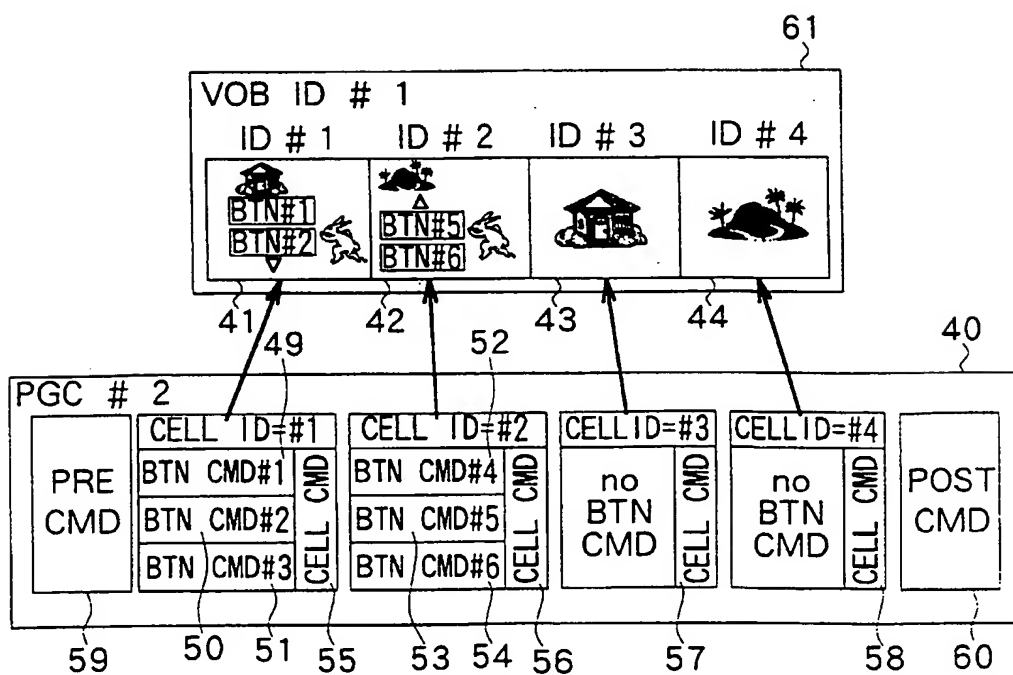 61
VOB ID # 1
ID # 1 ID # 2 ID # 3 ID # 4
BTN#1
BTN#2
BTN#5
BTN#6
41 42 43 44
49 52 40
PGC # 2
PRE
CMD
CELL ID=#1
BTN CMD#1
BTN CMD#2
BTN CMD#3
CELL CMD
CELL ID=#2
BTN CMD#4
BTN CMD#5
BTN CMD#6
CELL CMD
CELL ID=#3
no
BTN
CMD
CELL CMD
CELL ID=#4
no
BTN
CMD
CELL CMD
POST
CMD
59 50 51 55 53 54 56 57 58 60